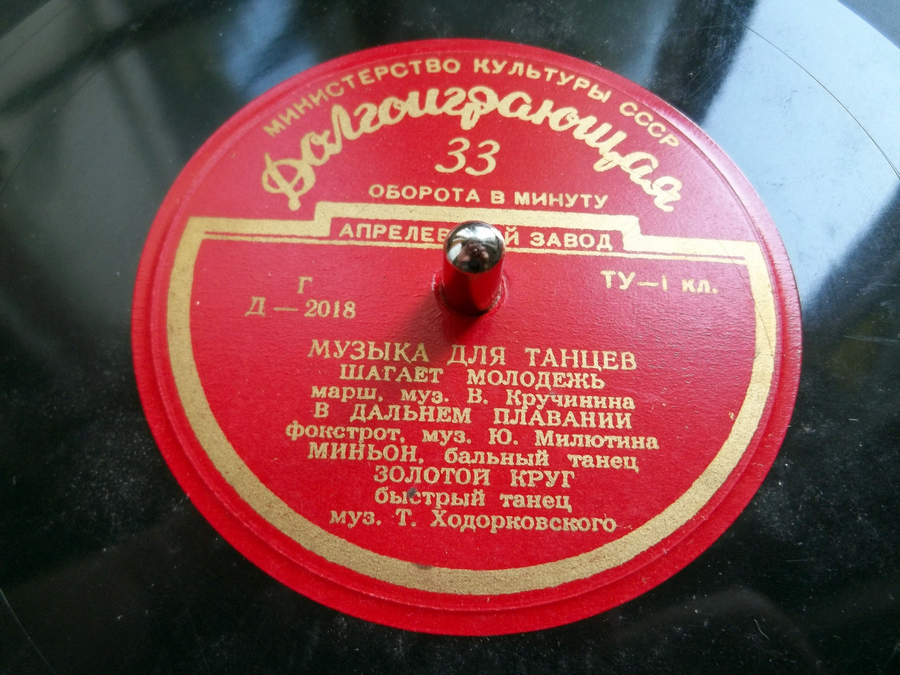 МИНИСТЕРСТВО КУЛЬТУРЫ СССР
Долгоиграющая
33
ОБОРОТА В МИНУТУ
ЗАВОД
Г
Д — 2018
ТУ — 1 кл.
МУЗЫКА ДЛЯ ТАНЦЕВ
ШАГАЕТ МОЛОДЕЖЬ
марш, муз. В. Кручинина
В ДАЛЬНЕМ ПЛАВАНИИ
фокстрот, муз. Ю. Милютина
МИНЬОН, бальный танец
ЗОЛОТОЙ КРУГ
быстрый танец
муз. Т. Ходорковского